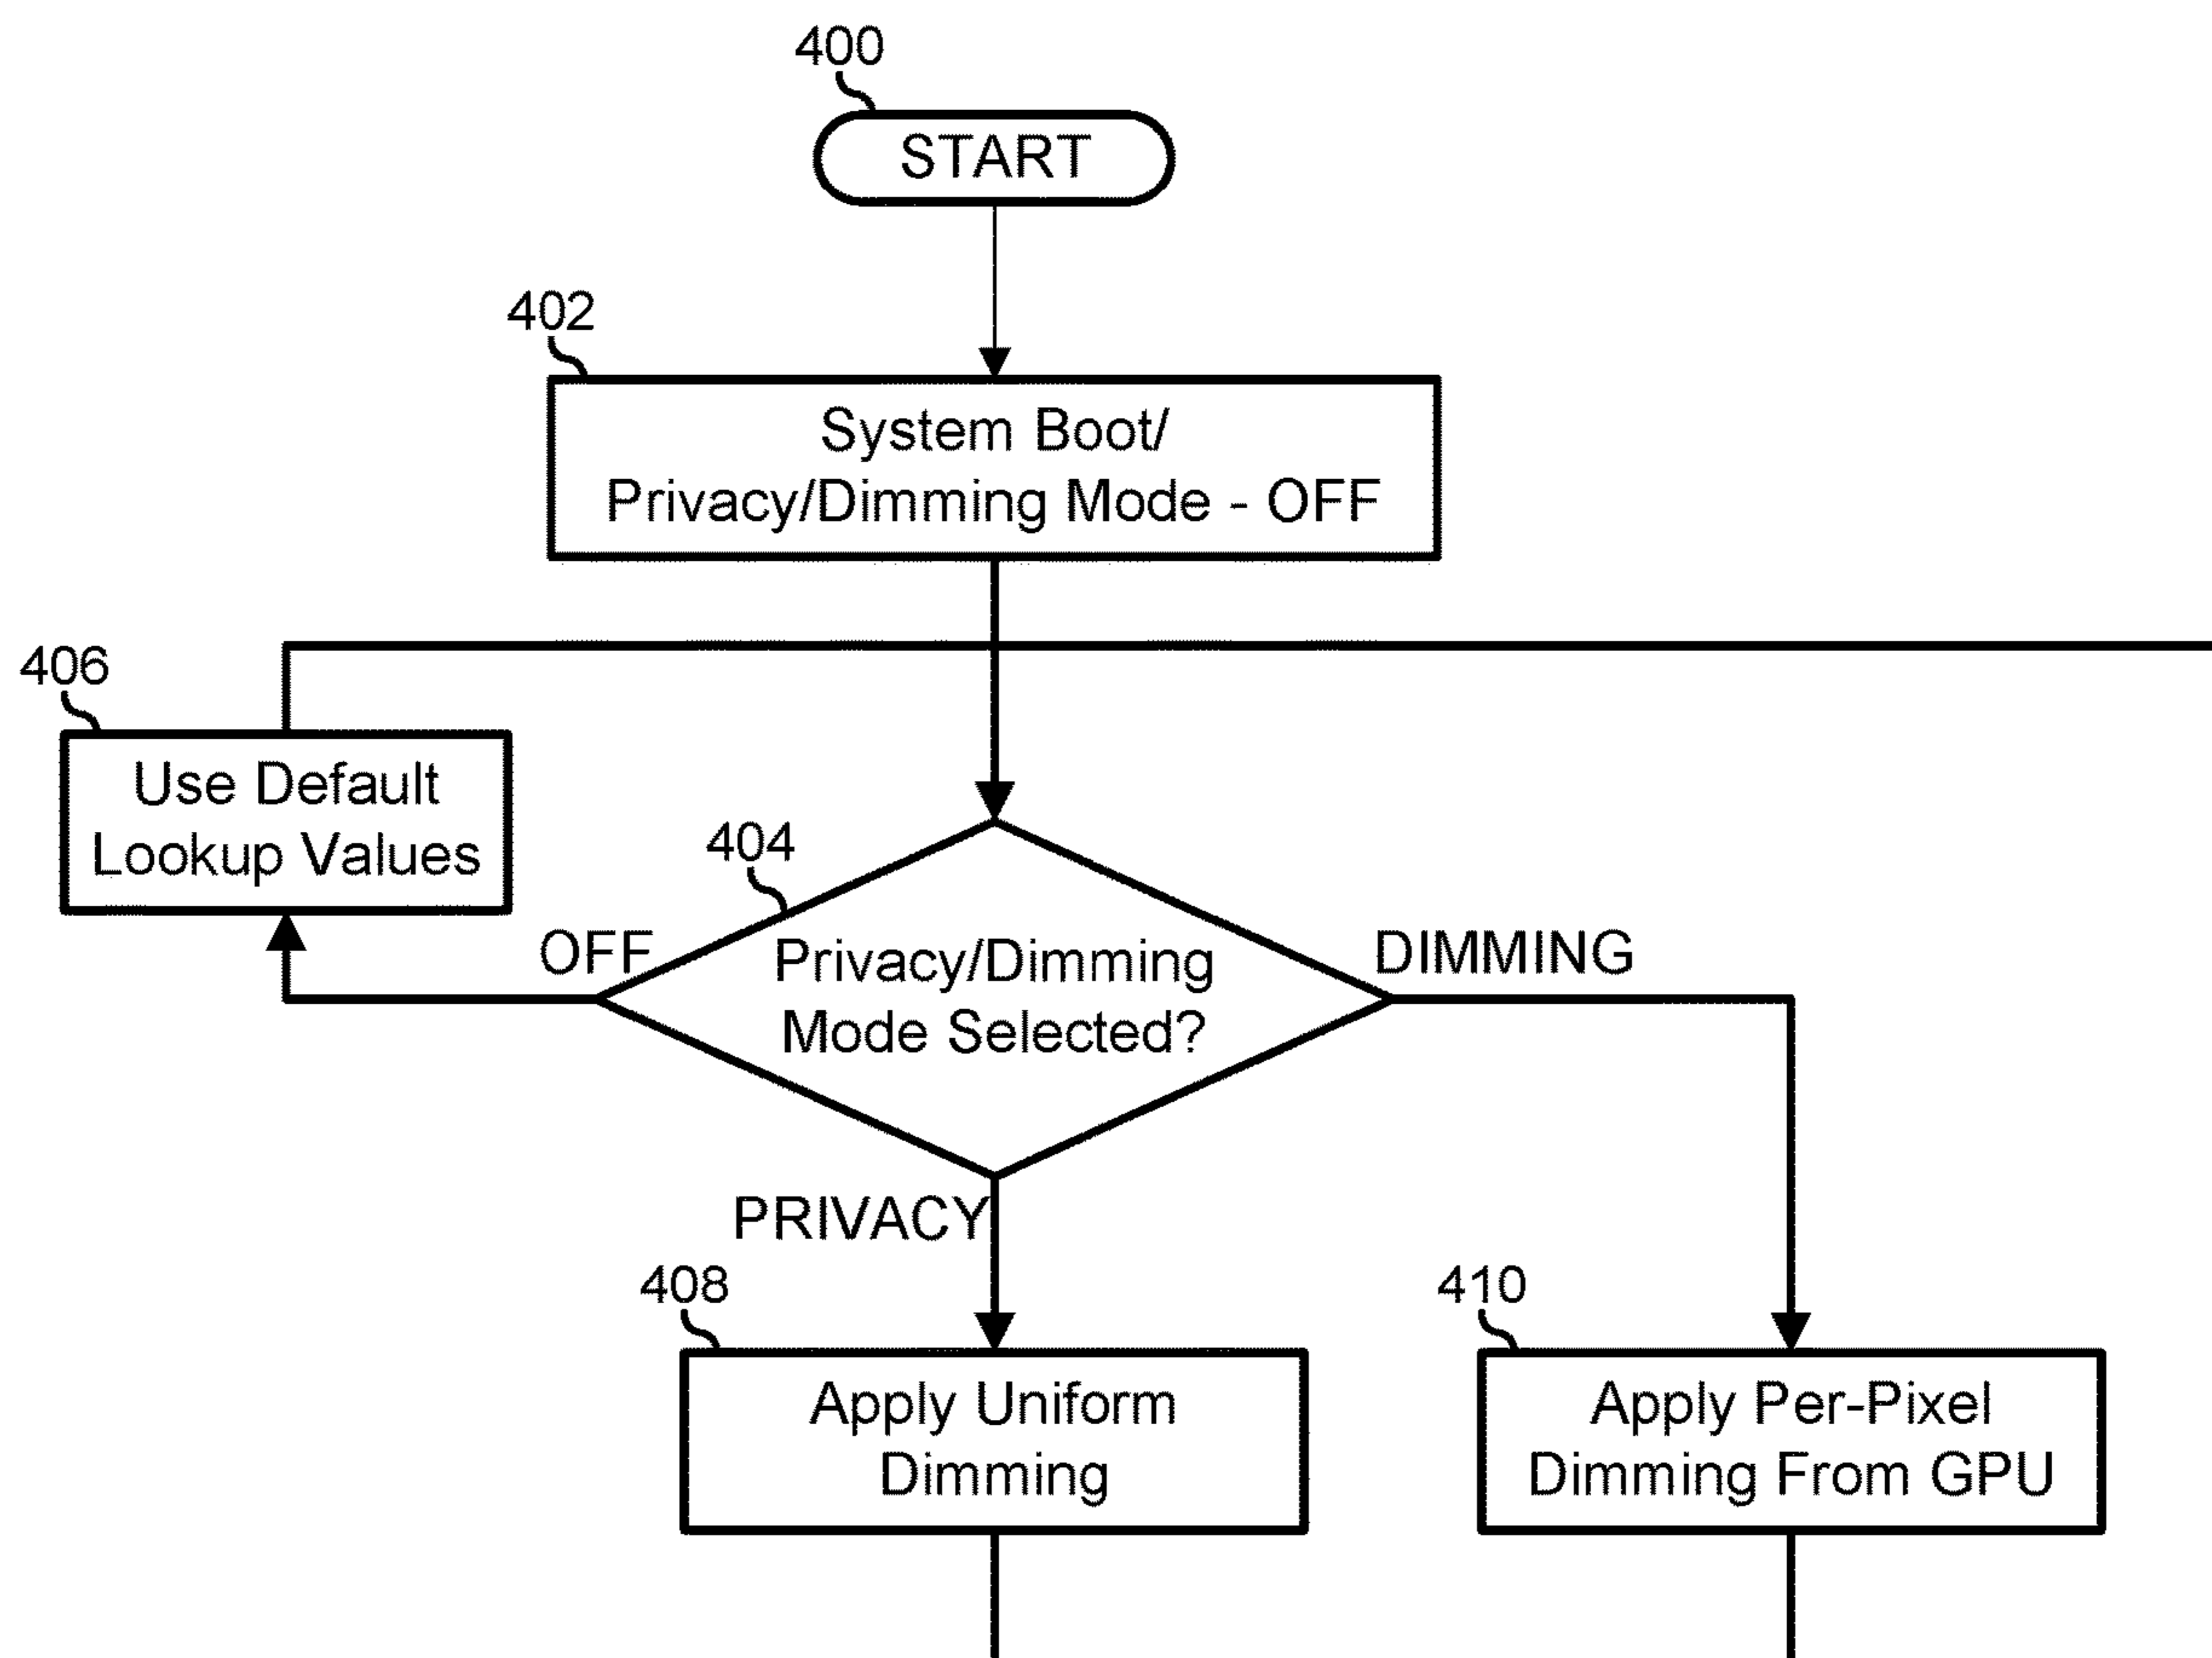 400
START
402
System Boot/
Privacy/Dimming Mode - OFF
406
Use Default
Lookup Values
404
OFF
Privacy/Dimming
Mode Selected?
DIMMING
PRIVACY
408
Apply Uniform
Dimming
410
Apply Per-Pixel
Dimming From GPU